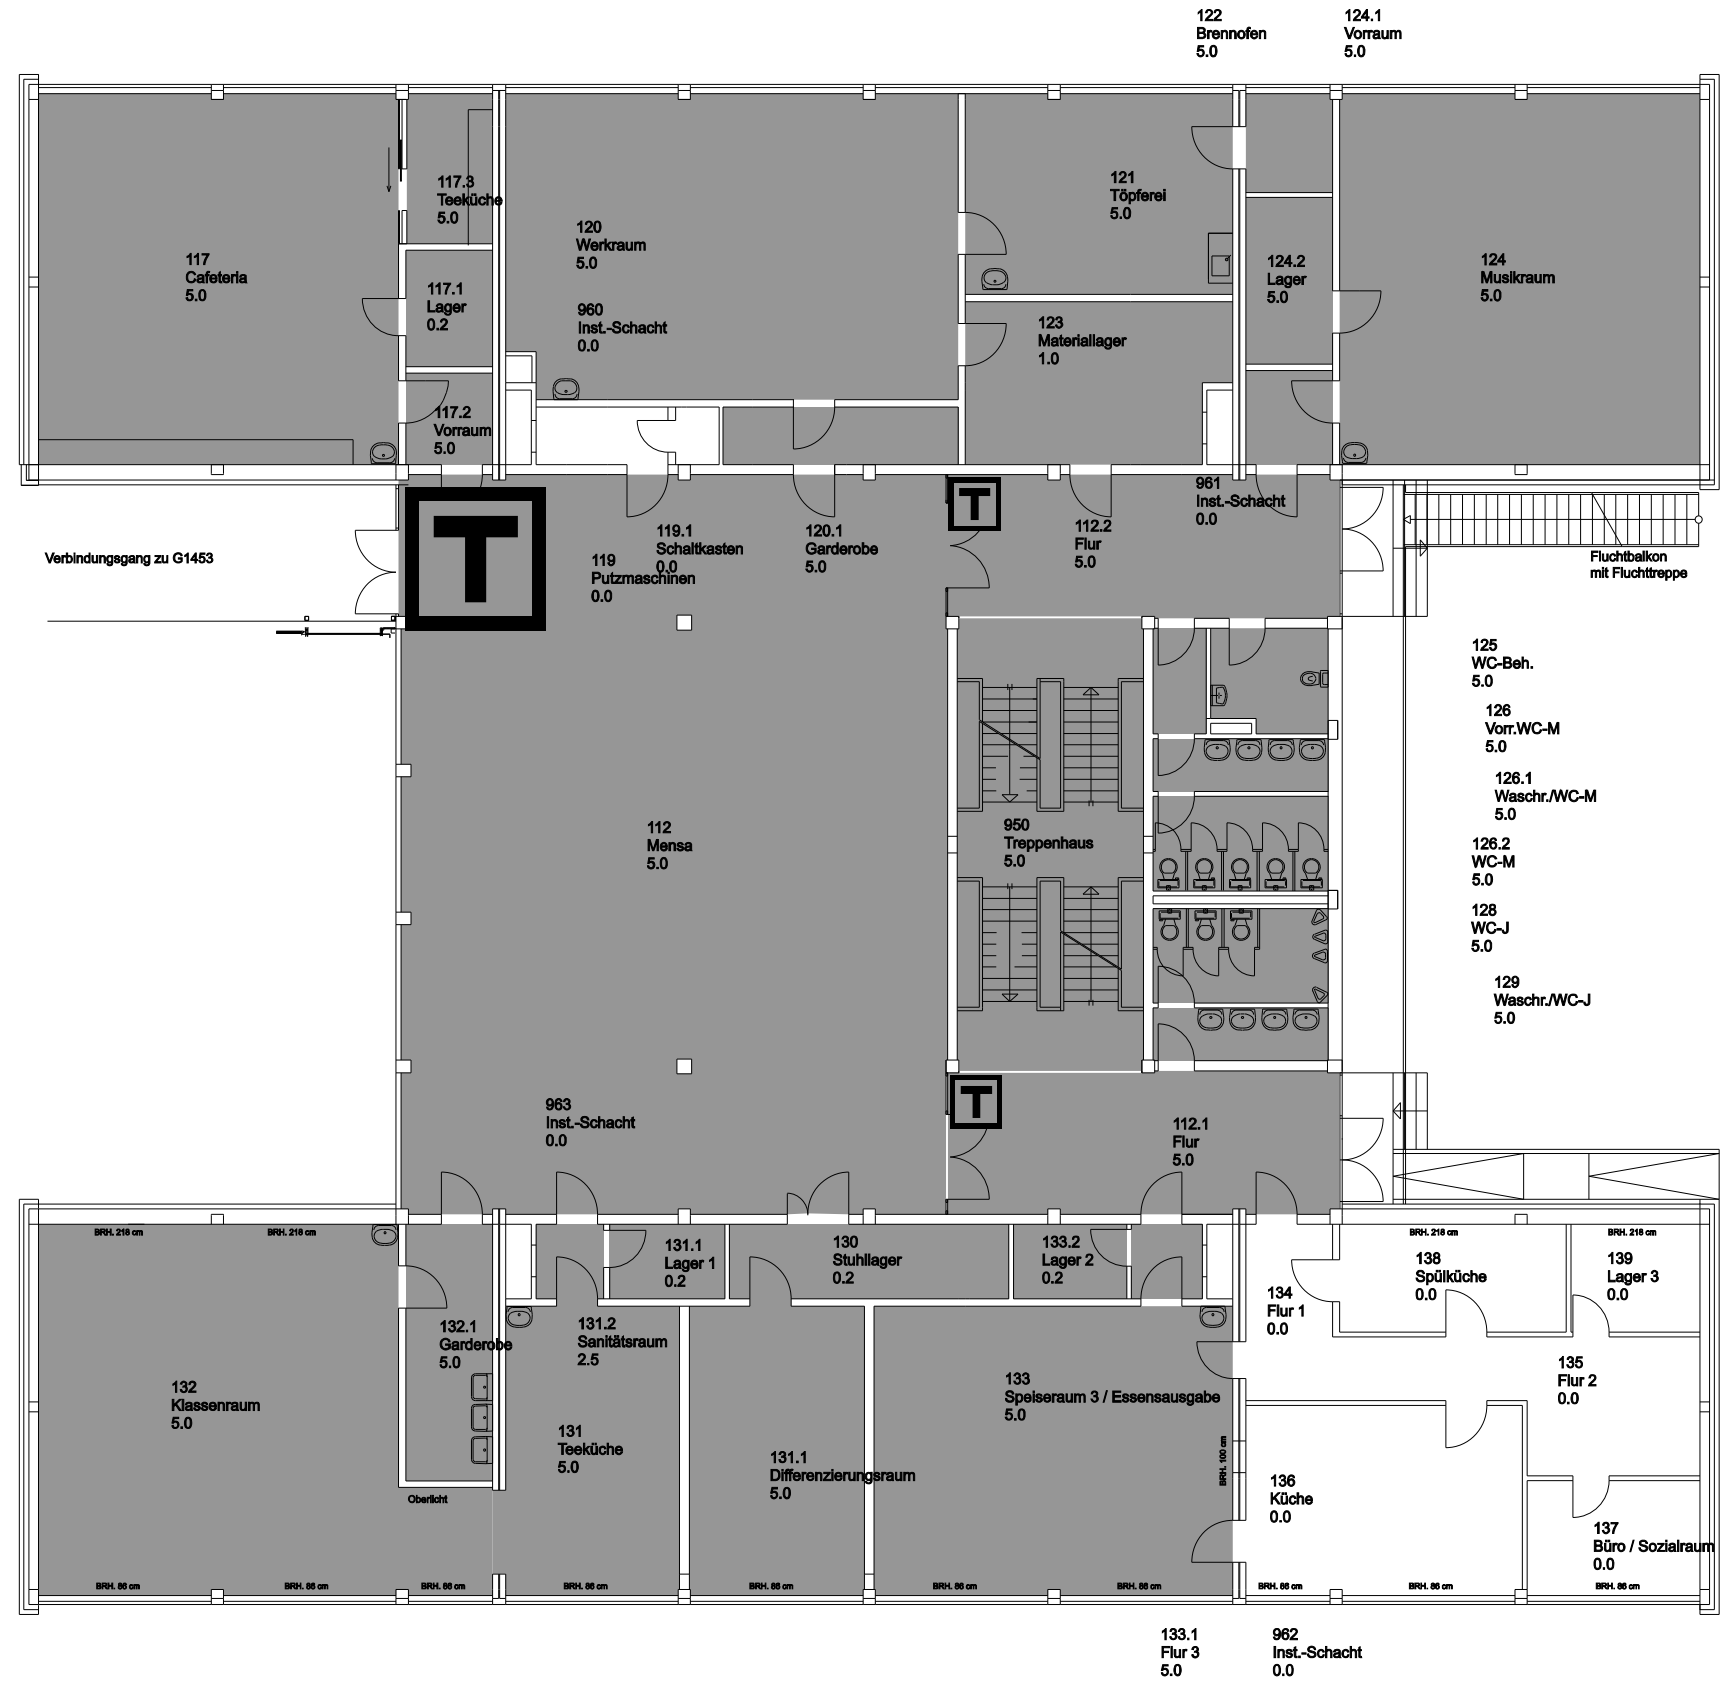 122
Brennofen
5.0
124.1
Vorraum
5.0
117.3
Teeküche
5.0
121
Töpferei
5.0
120
Werkraum
5.0
117
Cafeteria
5.0
117.1
Lager
0.2
124.2
Lager
5.0
124
Musikraum
5.0
960
Inst.-Schacht
0.0
123
Materiallager
1.0
117.2
Vorraum
5.0
961
Inst.-Schacht
0.0
T
T
119.1
Schaltkasten
0.0
120.1
Garderobe
5.0
112.2
Flur
5.0
119
Putzmaschinen
0.0
Verbindungsgang zu G1453
Fluchtbalkon
mit Fluchttreppe
125
WC-Beh.
5.0
126
Vorr.WC-M
5.0
126.1
Waschr./WC-M
5.0
112
Mensa
5.0
950
Treppenhaus
5.0
126.2
WC-M
5.0
128
WC-J
5.0
129
Waschr./WC-J
5.0
963
Inst.-Schacht
0.0
T
112.1
Flur
5.0
BRH. 218 cm
BRH. 218 cm
BRH. 218 cm
BRH. 218 cm
131.1
Lager 1
0.2
130
Stuhllager
0.2
133.2
Lager 2
0.2
138
Spülküche
0.0
139
Lager 3
0.0
134
Flur 1
0.0
132.1
Garderobe
5.0
131.2
Sanitätsraum
2.5
132
Klassenraum
5.0
133
Speiseraum 3 / Essensausgabe
5.0
135
Flur 2
0.0
131
Teeküche
5.0
131.1
Differenzierungsraum
5.0
BRH. 100 cm
136
Küche
0.0
Oberlicht
137
Büro / Sozialraum
0.0
BRH. 86 cm
BRH. 86 cm
BRH. 86 cm
BRH. 86 cm
BRH. 86 cm
BRH. 86 cm
BRH. 86 cm
BRH. 86 cm
BRH. 86 cm
BRH. 86 cm
133.1
Flur 3
5.0
962
Inst.-Schacht
0.0